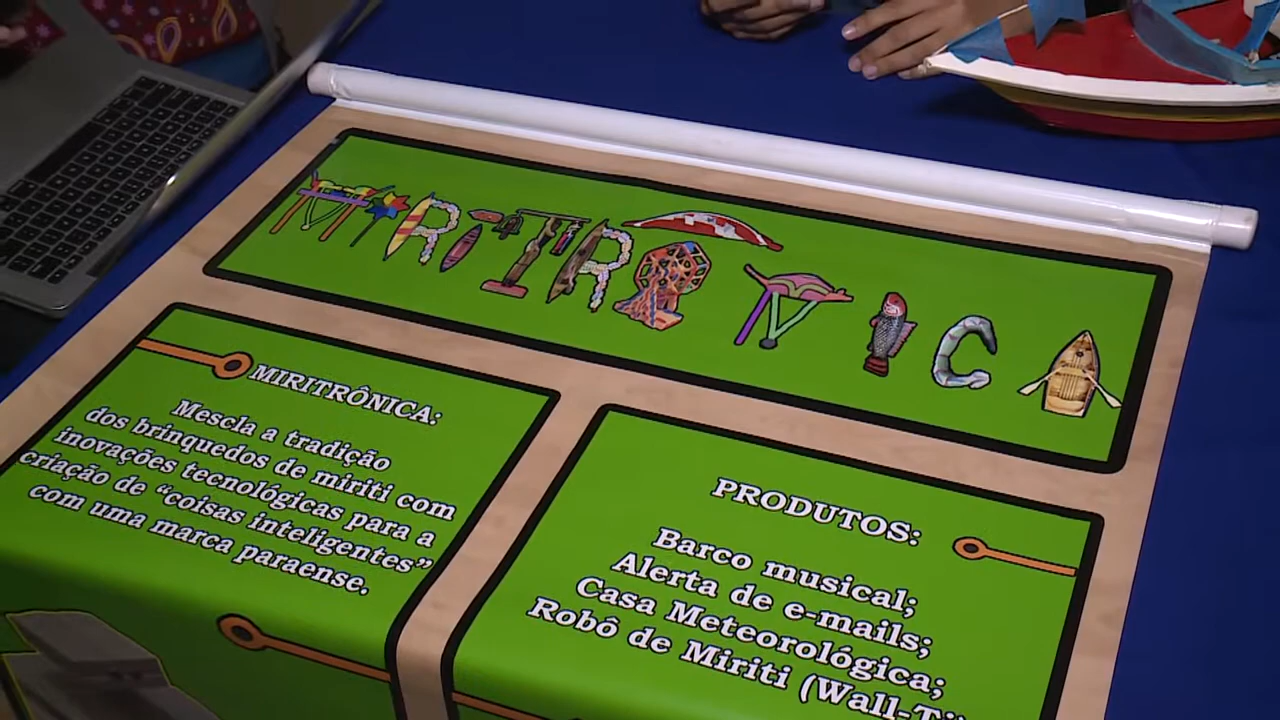 MIRITRÔNICA
MIRITRÔNICA:
Mescla a tradição
dos brinquedos de miriti com
inovações tecnológicas para a
criação de “coisas inteligentes”
com uma marca paraense.
PRODUTOS:
Barco musical;
Alerta de e-mails;
Casa Meteorológica;
Robô de Miriti